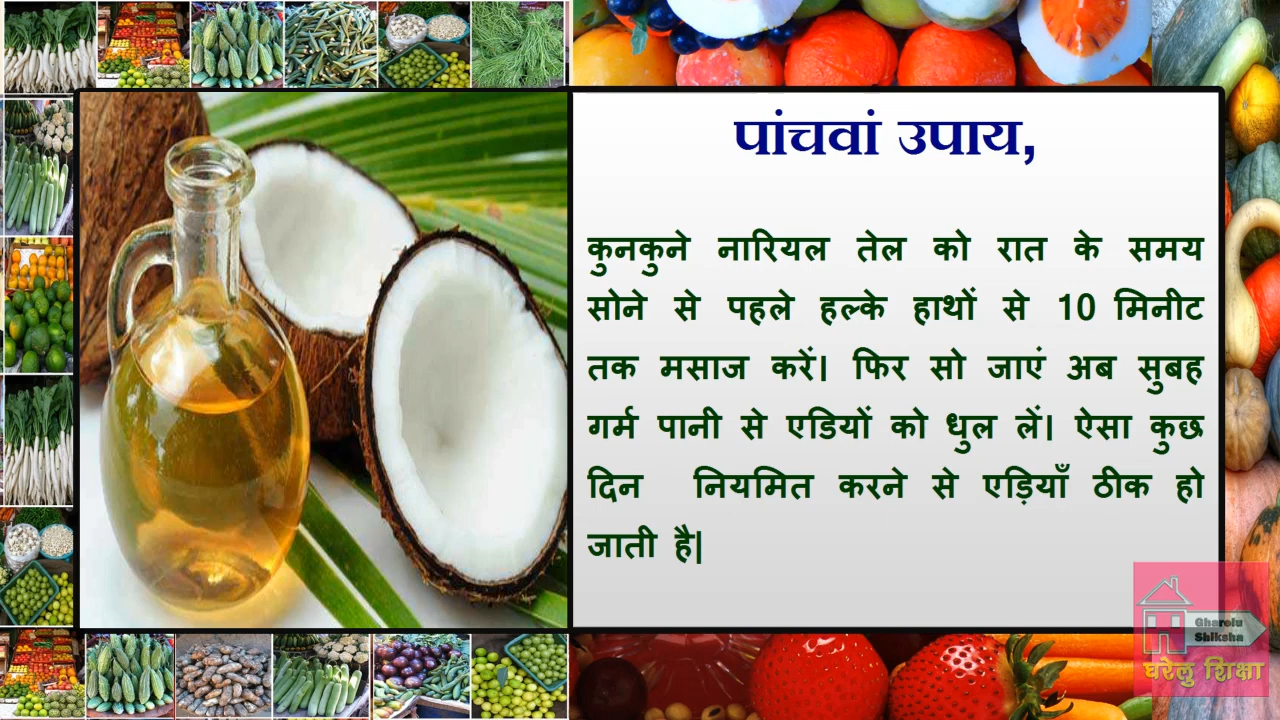 पांचवां उपाय,
कुनकुने नारियल तेल को रात के समय
सोने से पहले हल्के हाथों से 10 मिनीट
तक मसाज करें। फिर सो जाएं अब सुबह
गर्म पानी से एडियों को धुल लें। ऐसा कुछ
दिन नियमित करने से एड़ियाँ ठीक हो
जाती है|
Gharelu
Shiksha
घरेलु शिक्षा